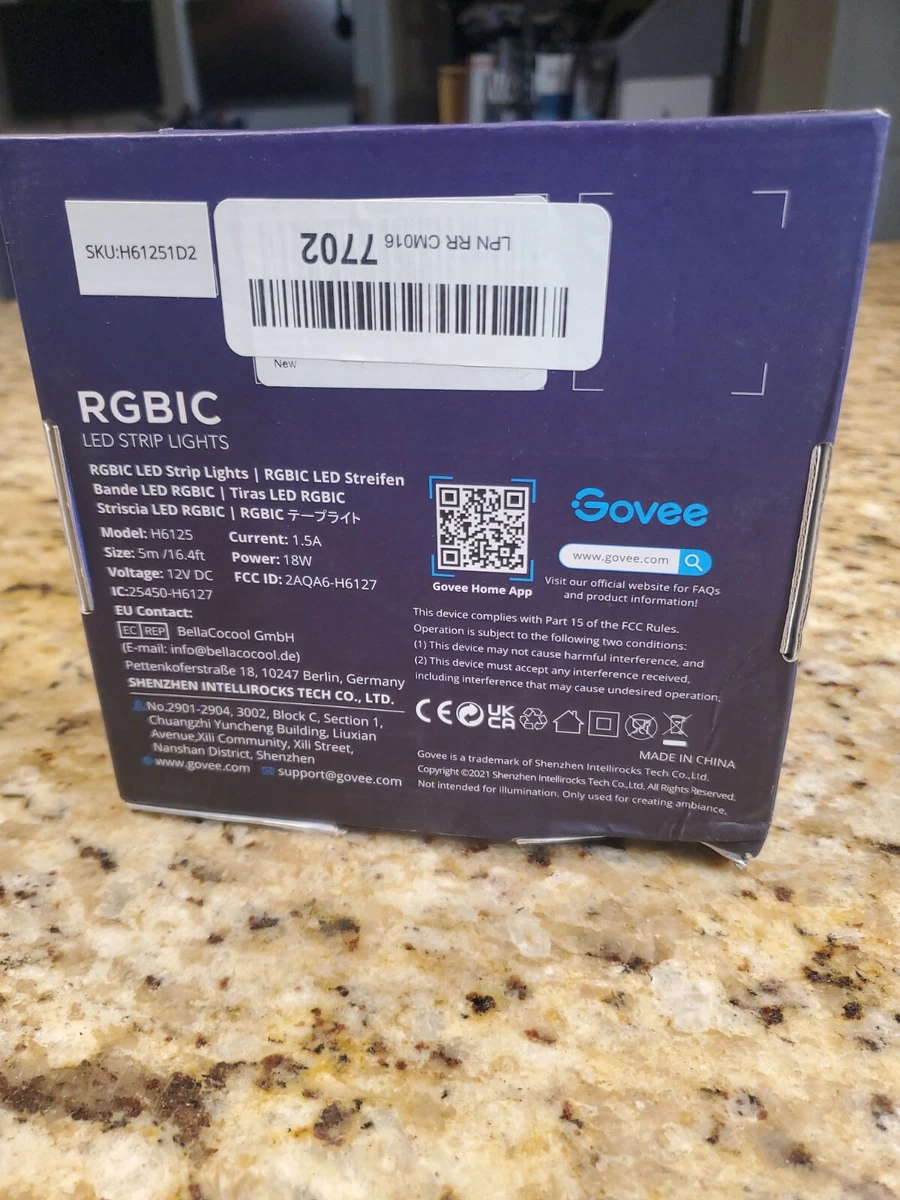 SKU:H61251D2
LPN RR CM016 7702
New
RGBIC
LED STRIP LIGHTS
RGBIC LED Strip Lights | RGBIC LED Streifen
Bande LED RGBIC | Tiras LED RGBIC
Striscia LED RGBIC | RGBIC テープライト
Model: H6125
Current: 1.5A
Size: 5m /16.4ft
Power: 18W
Voltage: 12V DC
FCC ID: 2AQA6-H6127
IC:25450-H6127
EU Contact:
EC REP BellaCocool GmbH
(E-mail: info@bellacocool.de)
Pettenkoferstraße 18, 10247 Berlin, Germany
SHENZHEN INTELLIROCKS TECH CO., LTD.
No.2901-2904, 3002, Block C, Section 1,
Chuangzhi Yuncheng Building, Liuxian
Avenue,Xili Community, Xili Street,
Nanshan District, Shenzhen
www.govee.com support@govee.com
Govee Home App
Govee
www.govee.com
Visit our official website for FAQs
and product information!
This device complies with Part 15 of the FCC Rules.
Operation is subject to the following two conditions:
(1) This device may not cause harmful interference, and
(2) This device must accept any interference received,
including interference that may cause undesired operation.
CE UK CA
MADE IN CHINA
Govee is a trademark of Shenzhen Intellirocks Tech Co.,Ltd.
Copyright ©2021 Shenzhen Intellirocks Tech Co.,Ltd. All Rights Reserved.
Not intended for illumination. Only used for creating ambiance.